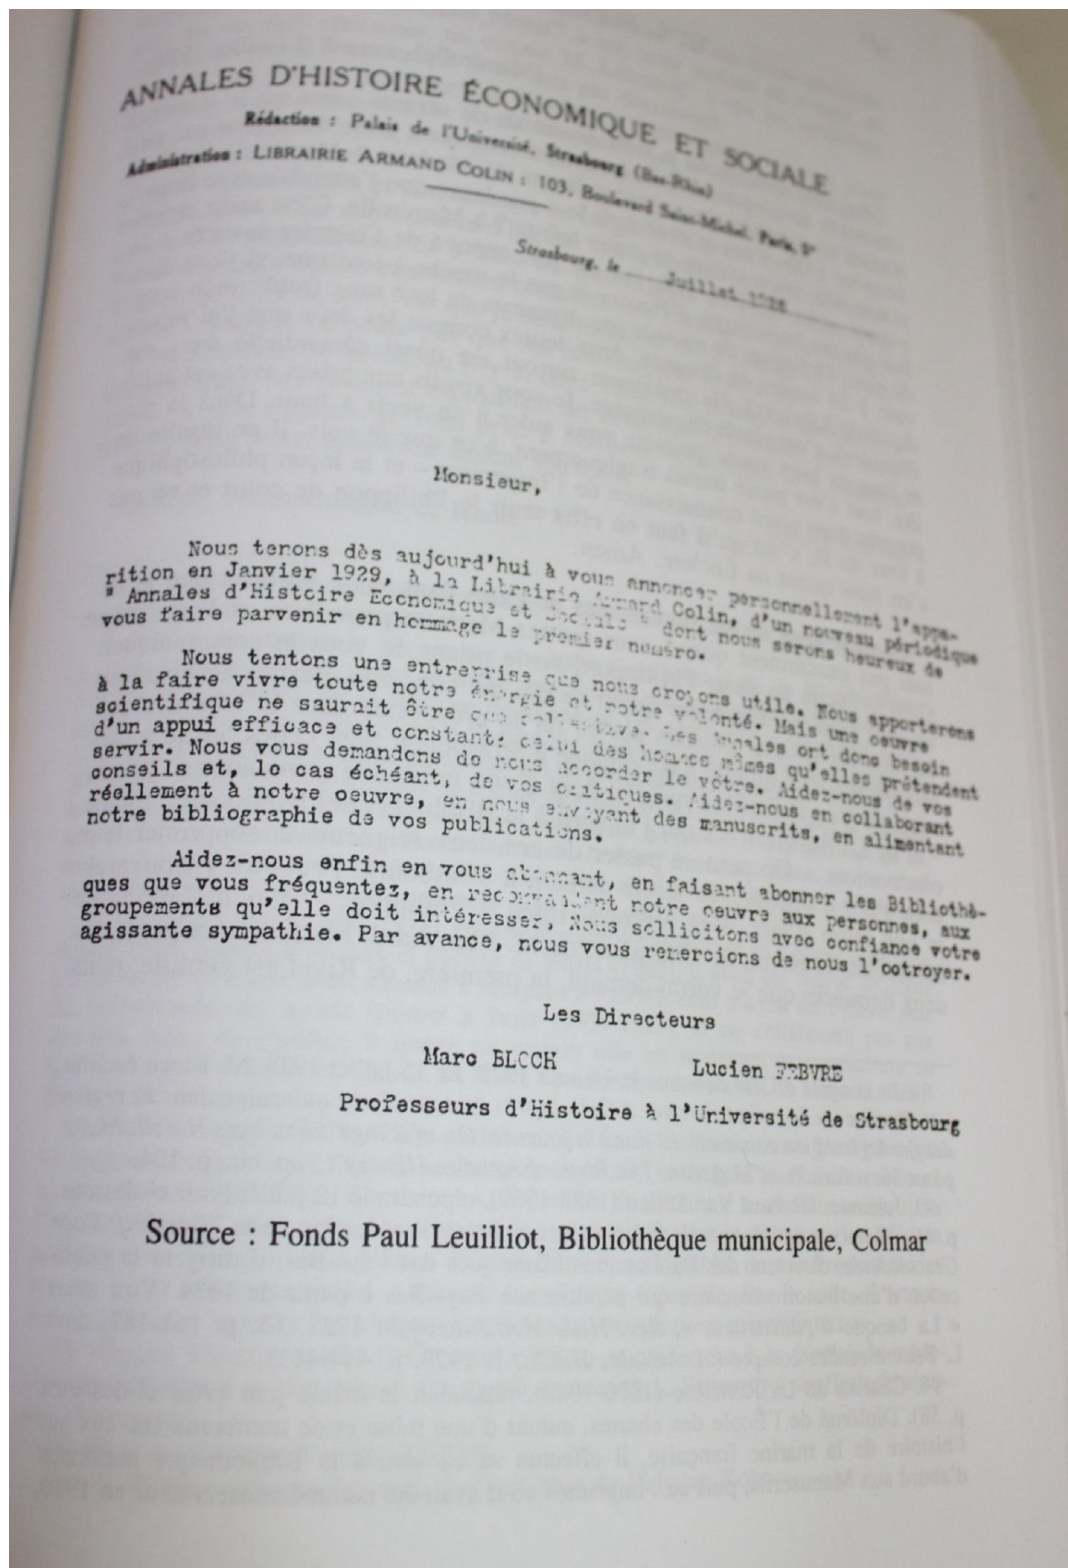 ANNALES D'HISTOIRE ÉCONOMIQUE ET SOCIALE
Rédaction : Palais de l'Université, Strasbourg (Bas-Rhin)
Administration : LIBRAIRIE ARMAND COLIN : 103, Boulevard Saint-Michel, Paris, 5e
Strasbourg, le Juillet 1928
Monsieur,
Nous tenons dès aujourd'hui à vous annoncer personnellement l'appa-
rition en Janvier 1929, à la Librairie Armand Colin, d'un nouveau périodique
" Annales d'Histoire Economique et Sociale " dont nous serons heureux de
vous faire parvenir en hommage le premier numéro.
Nous tentons une entreprise que nous croyons utile. Nous apporterons
à la faire vivre toute notre énergie et notre volonté. Mais une oeuvre
scientifique ne saurait être que collective. Les Annales ont donc besoin
d'un appui efficace et constant, celui des hommes mêmes qu'elles prétendent
servir. Nous vous demandons de nous accorder le vôtre. Aidez-nous de vos
conseils et, le cas échéant, de vos critiques. Aidez-nous en collaborant
réellement à notre oeuvre, en nous envoyant des manuscrits, en alimentant
notre bibliographie de vos publications.
Aidez-nous enfin en vous abonnant, en faisant abonner les Bibliothè-
ques que vous fréquentez, en recommandant notre oeuvre aux personnes, aux
groupements qu'elle doit intéresser, Nous sollicitons avec confiance votre
agissante sympathie. Par avance, nous vous remercions de nous l'octroyer.
Les Directeurs
Marc BLOCH Lucien FEBVRE
Professeurs d'Histoire à l'Université de Strasbourg
Source : Fonds Paul Leuilliot, Bibliothèque municipale, Colmar